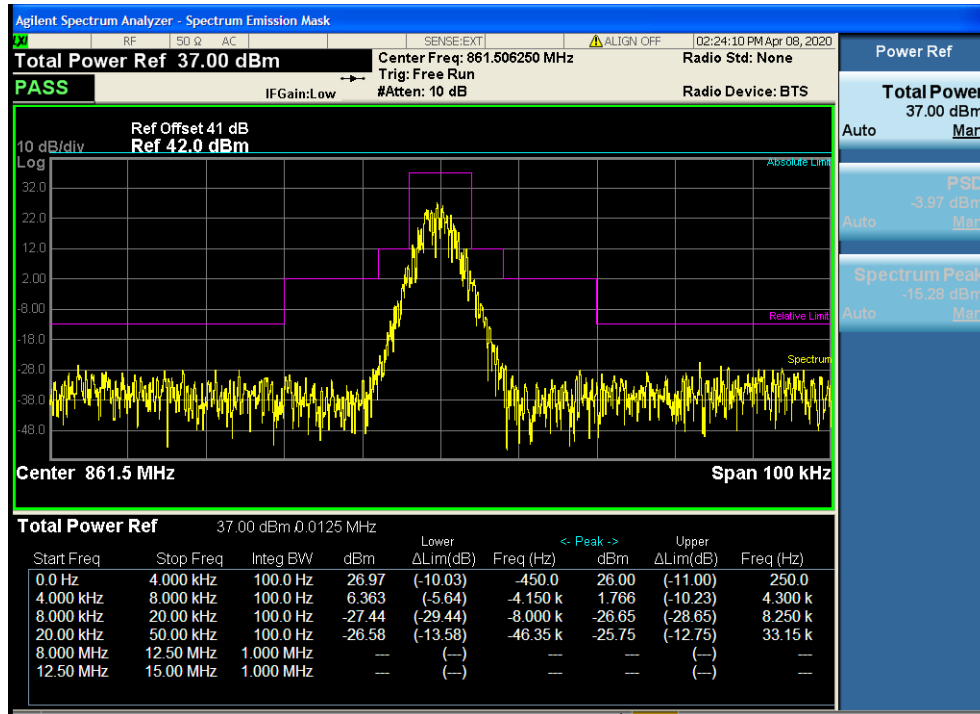 Agilent Spectrum Analyzer - Spectrum Emission Mask
LXI RF 50 Ω AC SENSE:EXT ALIGN OFF 02:24:10 PM Apr 08, 2020
Total Power Ref 37.00 dBm
Center Freq: 861.506250 MHz
Radio Std: None
Trig: Free Run
PASS
IFGain:Low
#Atten: 10 dB
Radio Device: BTS
Ref Offset 41 dB
10 dB/div Ref 42.0 dBm
Log
Absolute Limit
32.0
22.0
12.0
2.00
-8.00
Relative Limit
-18.0
Spectrum
-28.0
-38.0
-48.0
Center 861.5 MHz Span 100 kHz
Total Power Ref 37.00 dBm / 0.0125 MHz
Lower <- Peak -> Upper
Start Freq Stop Freq Integ BW dBm ΔLim(dB) Freq (Hz) dBm ΔLim(dB) Freq (Hz)
0.0 Hz 4.000 kHz 100.0 Hz 26.97 (-10.03) -450.0 26.00 (-11.00) 250.0
4.000 kHz 8.000 kHz 100.0 Hz 6.363 (-5.64) -4.150 k 1.766 (-10.23) 4.300 k
8.000 kHz 20.00 kHz 100.0 Hz -27.44 (-29.44) -8.000 k -26.65 (-28.65) 8.250 k
20.00 kHz 50.00 kHz 100.0 Hz -26.58 (-13.58) -46.35 k -25.75 (-12.75) 33.15 k
8.000 MHz 12.50 MHz 1.000 MHz --- (---) --- --- (---) ---
12.50 MHz 15.00 MHz 1.000 MHz --- (---) --- --- (---) ---
Power Ref
Total Power
37.00 dBm
Auto Man
PSD
-3.97 dBm
Auto Man
Spectrum Peak
-15.28 dBm
Auto Man